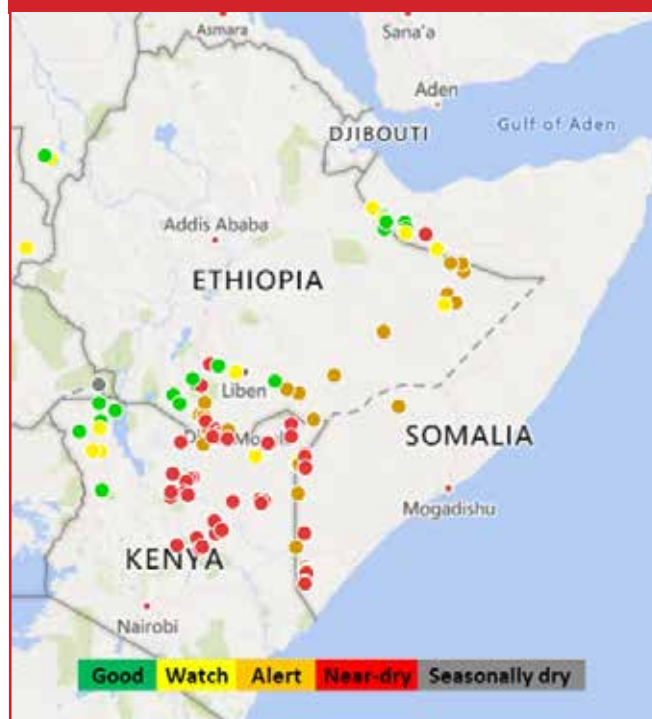 Asmara
Sana'a
Aden
DJIBOUTI
Gulf of Aden
Addis Ababa
ETHIOPIA
Liben
SOMALIA
Mogadishu
KENYA
Nairobi
Good Watch Alert Near-dry Seasonally dry